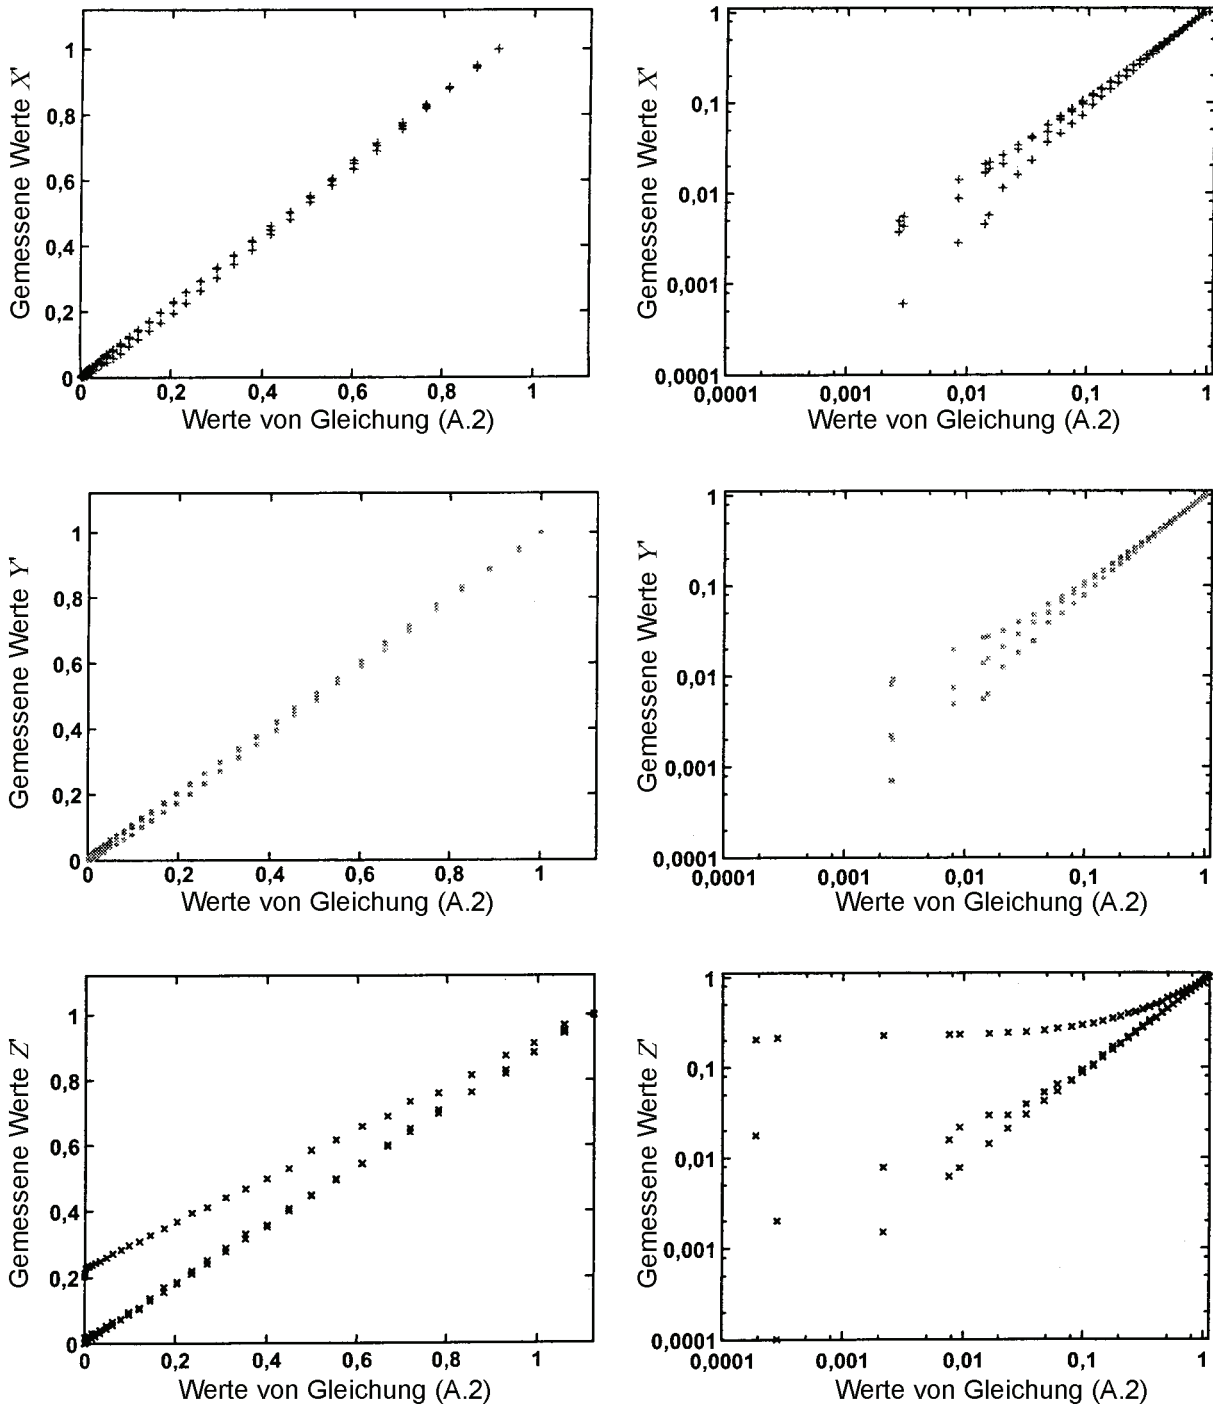 Gemessene Werte X'
1
0,8
0,6
0,4
0,2
0
0 0,2 0,4 0,6 0,8 1
Werte von Gleichung (A.2)
Gemessene Werte X'
1
0,1
0,01
0,001
0,0001
0,0001 0,001 0,01 0,1 1
Werte von Gleichung (A.2)
Gemessene Werte Y'
1
0,8
0,6
0,4
0,2
0
0 0,2 0,4 0,6 0,8 1
Werte von Gleichung (A.2)
Gemessene Werte Y'
1
0,1
0,01
0,001
0,0001
0,0001 0,001 0,01 0,1 1
Werte von Gleichung (A.2)
Gemessene Werte Z'
1
0,8
0,6
0,4
0,2
0
0 0,2 0,4 0,6 0,8 1
Werte von Gleichung (A.2)
Gemessene Werte Z'
1
0,1
0,01
0,001
0,0001
0,0001 0,001 0,01 0,1 1
Werte von Gleichung (A.2)